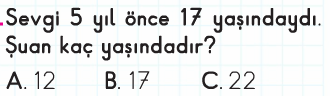 Sevgi 5 yıl önce 17 yaşındaydı.
Şuan kaç yaşındadır?
A. 12 B. 17 C. 22